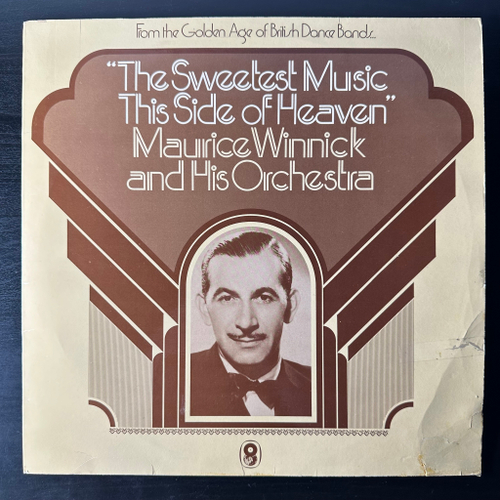 From the Golden Age of British Dance Bands...
"The Sweetest Music
This Side of Heaven"
Maurice Winnick
and His Orchestra